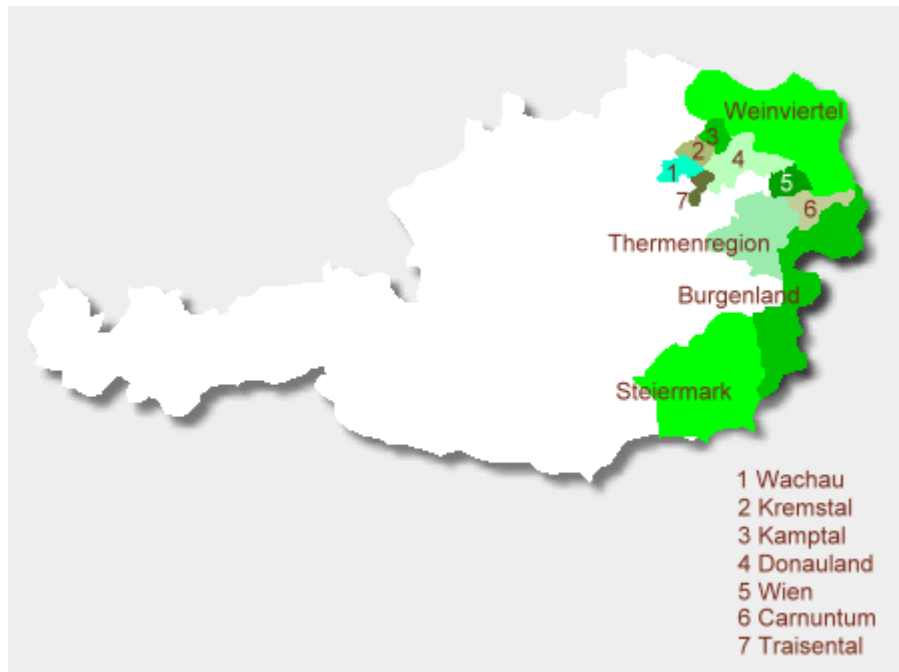 Weinviertel
3
2
4
1
5
7
6
Thermenregion
Burgenland
Steiermark
1 Wachau
2 Kremstal
3 Kamptal
4 Donauland
5 Wien
6 Carnuntum
7 Traisental